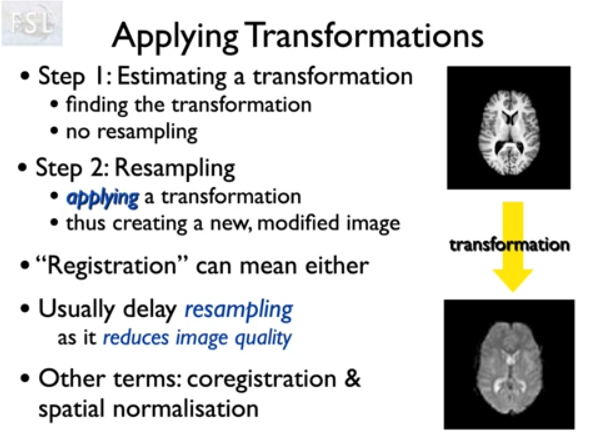 FSL
Applying Transformations
• Step 1: Estimating a transformation
• finding the transformation
• no resampling
• Step 2: Resampling
• applying a transformation
• thus creating a new, modified image
transformation
• “Registration” can mean either
• Usually delay resampling
as it reduces image quality
• Other terms: coregistration &
spatial normalisation